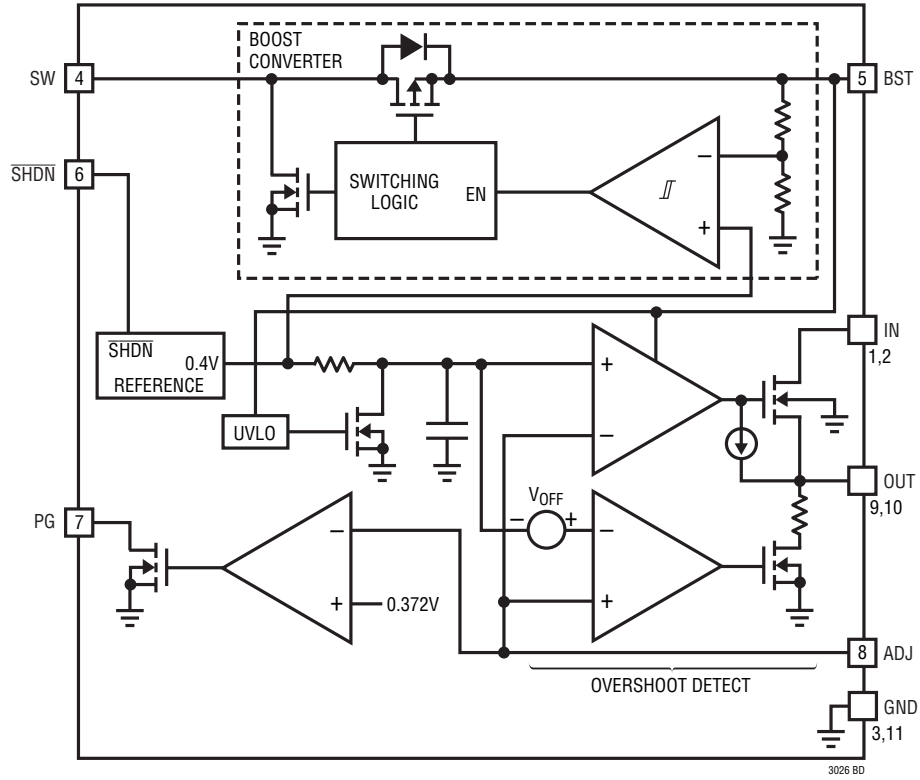 BOOST
CONVERTER
SW 4
5 BST
SHDN 6
SWITCHING
LOGIC
EN
–
+
SHDN
0.4V
REFERENCE
IN
1,2
+
–
UVLO
OUT
9,10
PG 7
VOFF
– +
–
+
–
+ 0.372V
8 ADJ
OVERSHOOT DETECT
GND
3,11
3026 BD